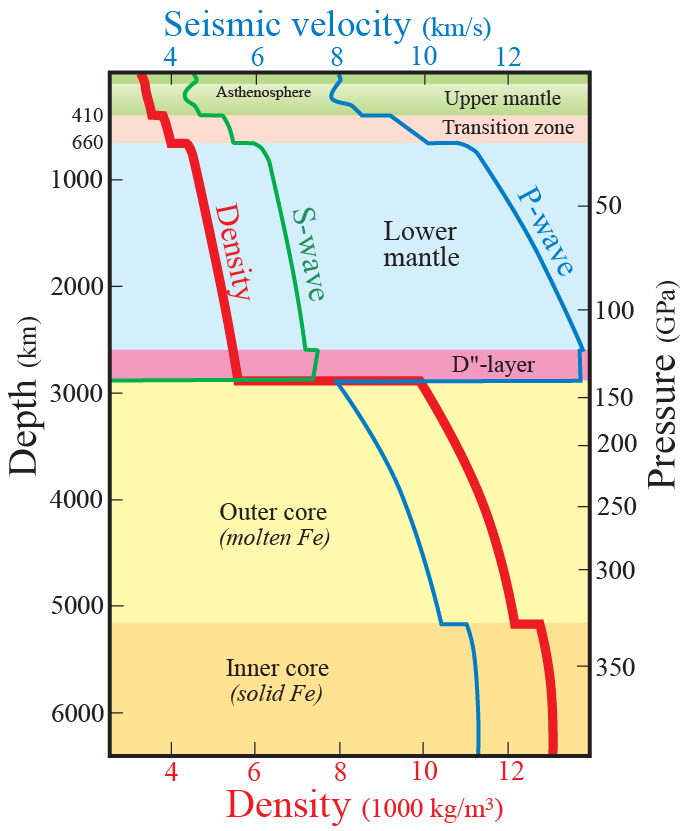 Seismic velocity (km/s)
4 6 8 10 12
Asthenosphere
Upper mantle
410
Transition zone
660
1000
Density
S-wave
P-wave
50
Lower
mantle
2000
100
D"-layer
3000
150
200
4000
250
Outer core
(molten Fe)
300
5000
350
Inner core
(solid Fe)
6000
Depth (km)
Pressure (GPa)
4 6 8 10 12
Density (1000 kg/m³)